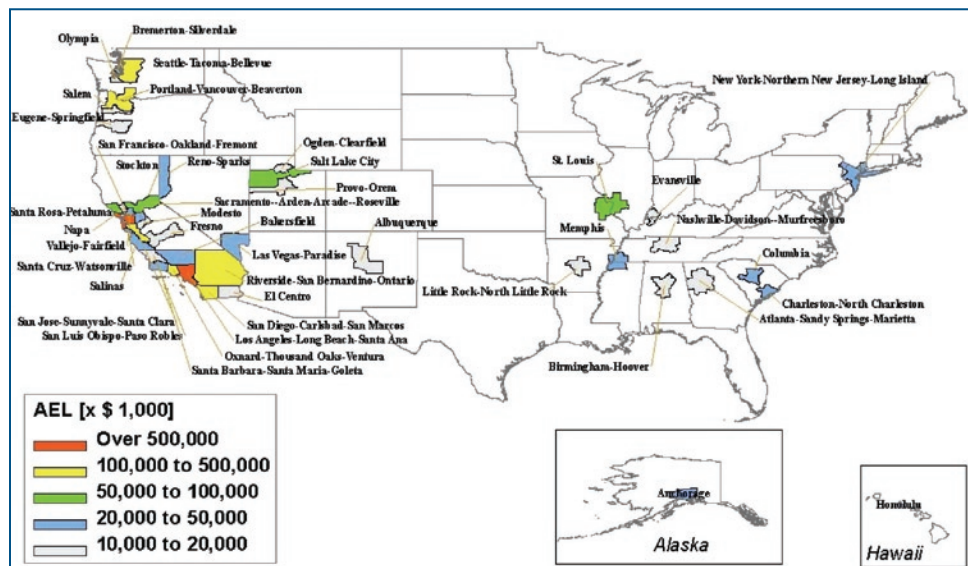 Bremerton-Silverdale
Olympia
Seattle-Tacoma-Bellevue
New York-Northern New Jersey-Long Island
Salem
Portland-Vancouver-Beaverton
Eugene-Springfield
San Francisco-Oakland-Fremont
Ogden-Clearfield
St. Louis
Stockton
Reno-Sparks
Salt Lake City
Evansville
Provo-Orem
Santa Rosa-Petaluma
Sacramento--Arden-Arcade--Roseville
Napa
Modesto
Bakersfield
Albuquerque
Memphis
Nashville-Davidson--Murfreesboro
Fresno
Vallejo-Fairfield
Las Vegas-Paradise
Columbia
Santa Cruz-Watsonville
Riverside-San Bernardino-Ontario
Salinas
El Centro
Little Rock-North Little Rock
Charleston-North Charleston
San Jose-Sunnyvale-Santa Clara
San Diego-Carlsbad-San Marcos
Atlanta-Sandy Springs-Marietta
San Luis Obispo-Paso Robles
Los Angeles-Long Beach-Santa Ana
Oxnard-Thousand Oaks-Ventura
Birmingham-Hoover
Santa Barbara-Santa Maria-Goleta
AEL [x $ 1,000]
Over 500,000
100,000 to 500,000
50,000 to 100,000
20,000 to 50,000
10,000 to 20,000
Anchorage
Alaska
Honolulu
Hawaii